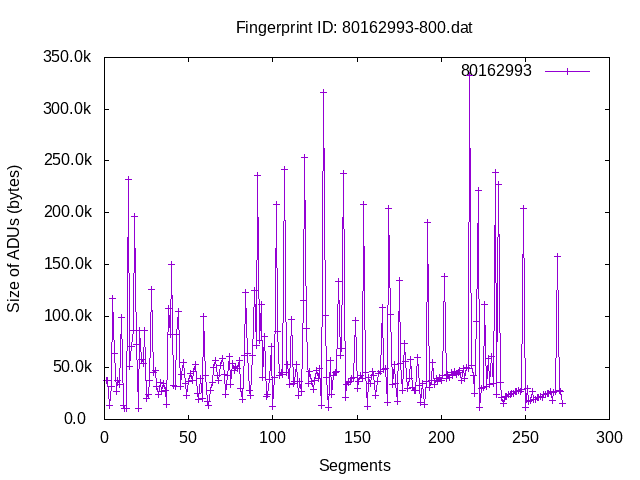 Fingerprint ID: 80162993-800.dat
350.0k
300.0k
250.0k
200.0k
150.0k
100.0k
50.0k
0.0
0 50 100 150 200 250 300
Size of ADUs (bytes)
Segments
80162993